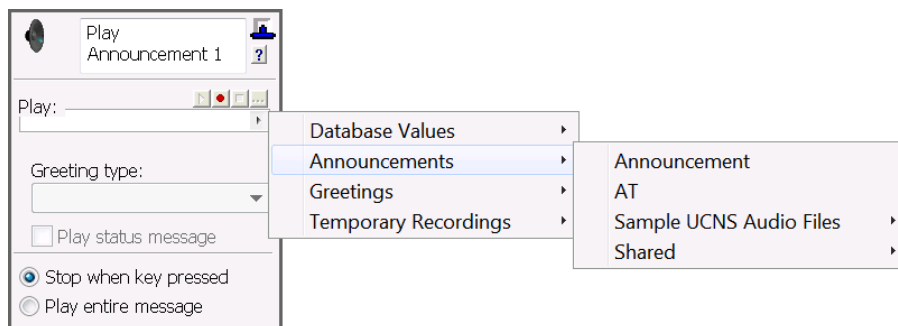 Play
Announcement 1
?
Play:
...
Greeting type:
Play status message
Stop when key pressed
Play entire message
Database Values
Announcements
Greetings
Temporary Recordings
Announcement
AT
Sample UCNS Audio Files
Shared